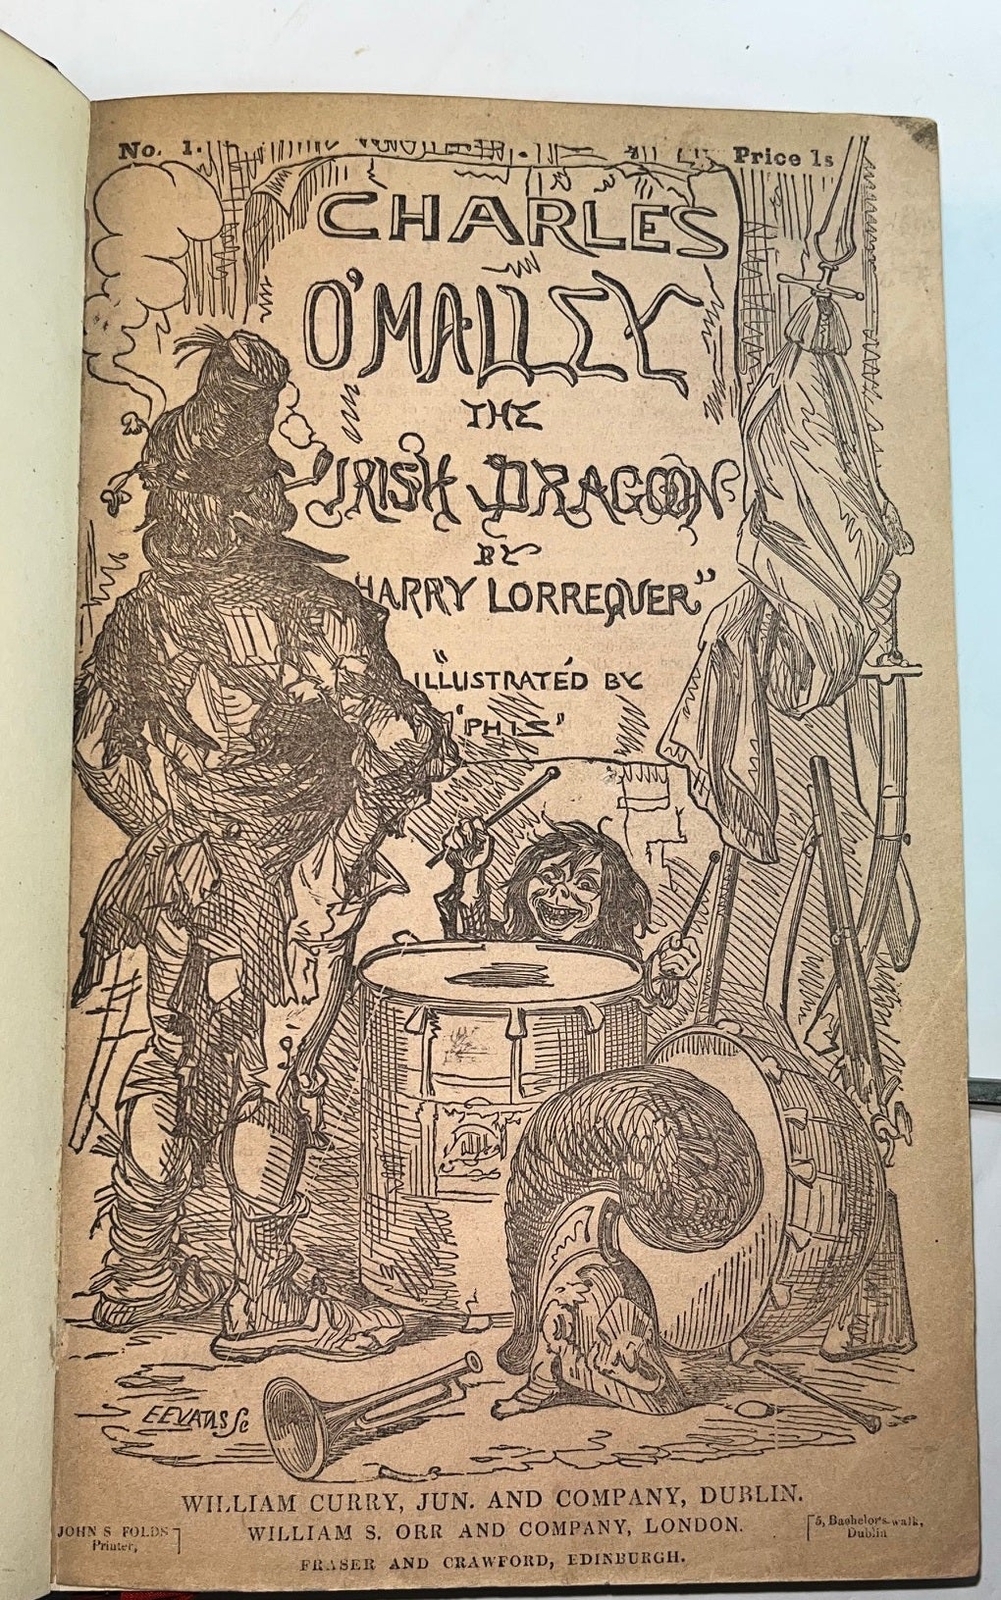 No. 1.
Price 1s
CHARLES
O'MALLEY
THE
IRISH DRAGOON
BY
HARRY LORREQUER"
ILLUSTRATED BY
"PHIZ"
E EVANS Sc
WILLIAM CURRY, JUN. AND COMPANY, DUBLIN.
WILLIAM S. ORR AND COMPANY, LONDON.
FRASER AND CRAWFORD, EDINBURGH.
JOHN S FOLDS
Printer,
5, Bachelor's-walk,
Dublin